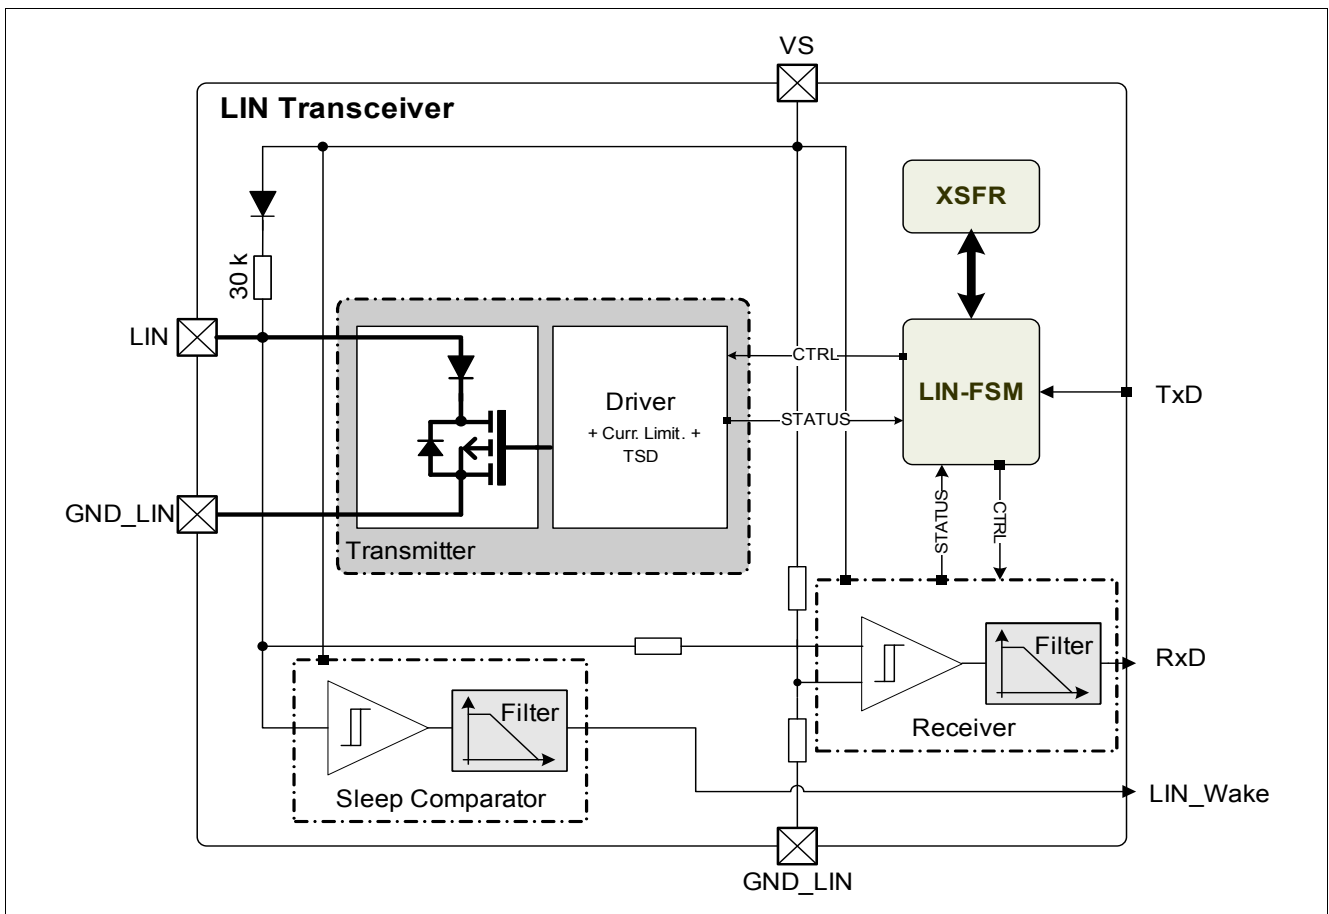 VS
LIN Transceiver
XSFR
30 k
LIN
CTRL
LIN-FSM
TxD
Driver
+ Curr. Limit. +
TSD
STATUS
GND_LIN
STATUS
CTRL
Transmitter
Filter
RxD
Receiver
Filter
Sleep Comparator
LIN_Wake
GND_LIN